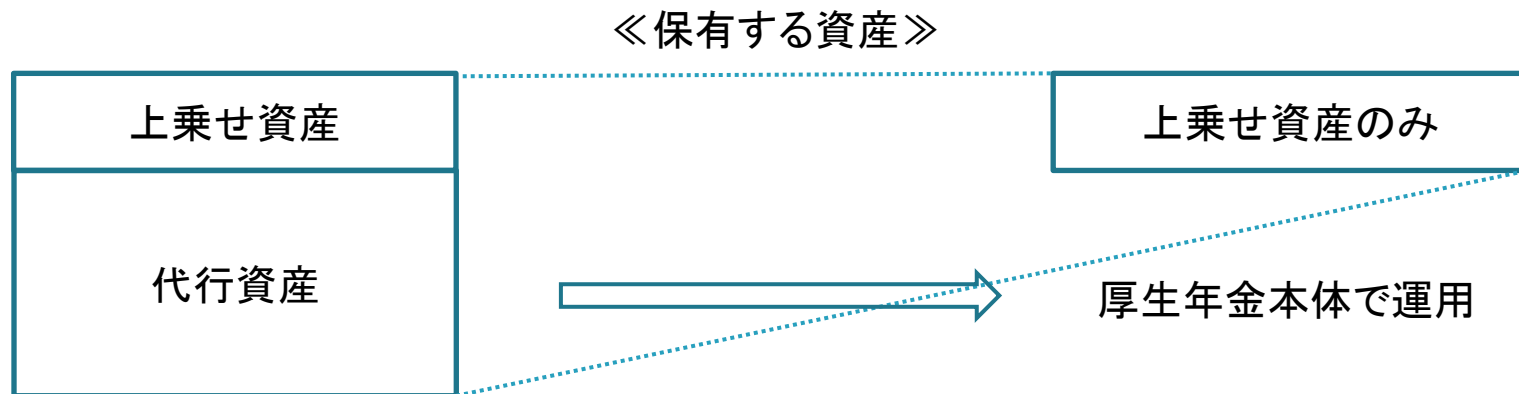 ≪保有する資産≫
上乗せ資産
上乗せ資産のみ
代行資産
厚生年金本体で運用